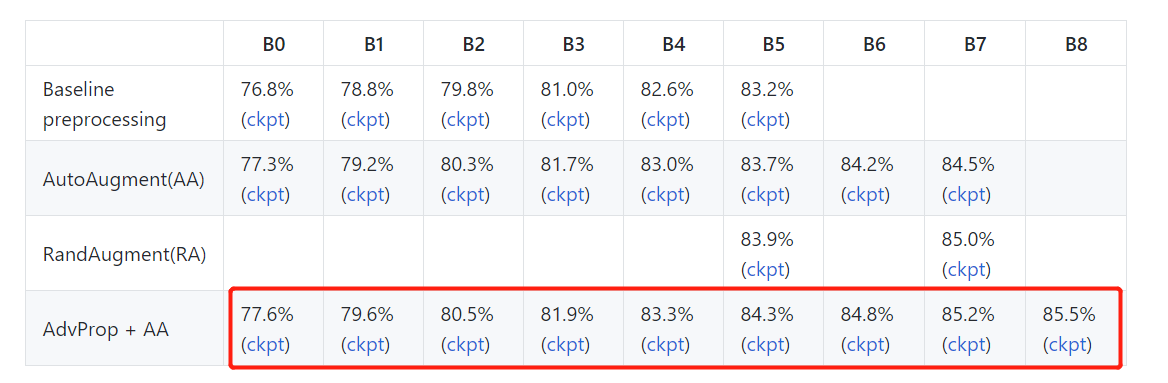 B0 B1 B2 B3 B4 B5 B6 B7 B8
Baseline 76.8% 78.8% 79.8% 81.0% 82.6% 83.2%
preprocessing (ckpt) (ckpt) (ckpt) (ckpt) (ckpt) (ckpt)
77.3% 79.2% 80.3% 81.7% 83.0% 83.7% 84.2% 84.5%
AutoAugment(AA)
(ckpt) (ckpt) (ckpt) (ckpt) (ckpt) (ckpt) (ckpt) (ckpt)
83.9% 85.0%
RandAugment(RA)
(ckpt) (ckpt)
77.6% 79.6% 80.5% 81.9% 83.3% 84.3% 84.8% 85.2% 85.5%
AdvProp + AA
(ckpt) (ckpt) (ckpt) (ckpt) (ckpt) (ckpt) (ckpt) (ckpt) (ckpt)